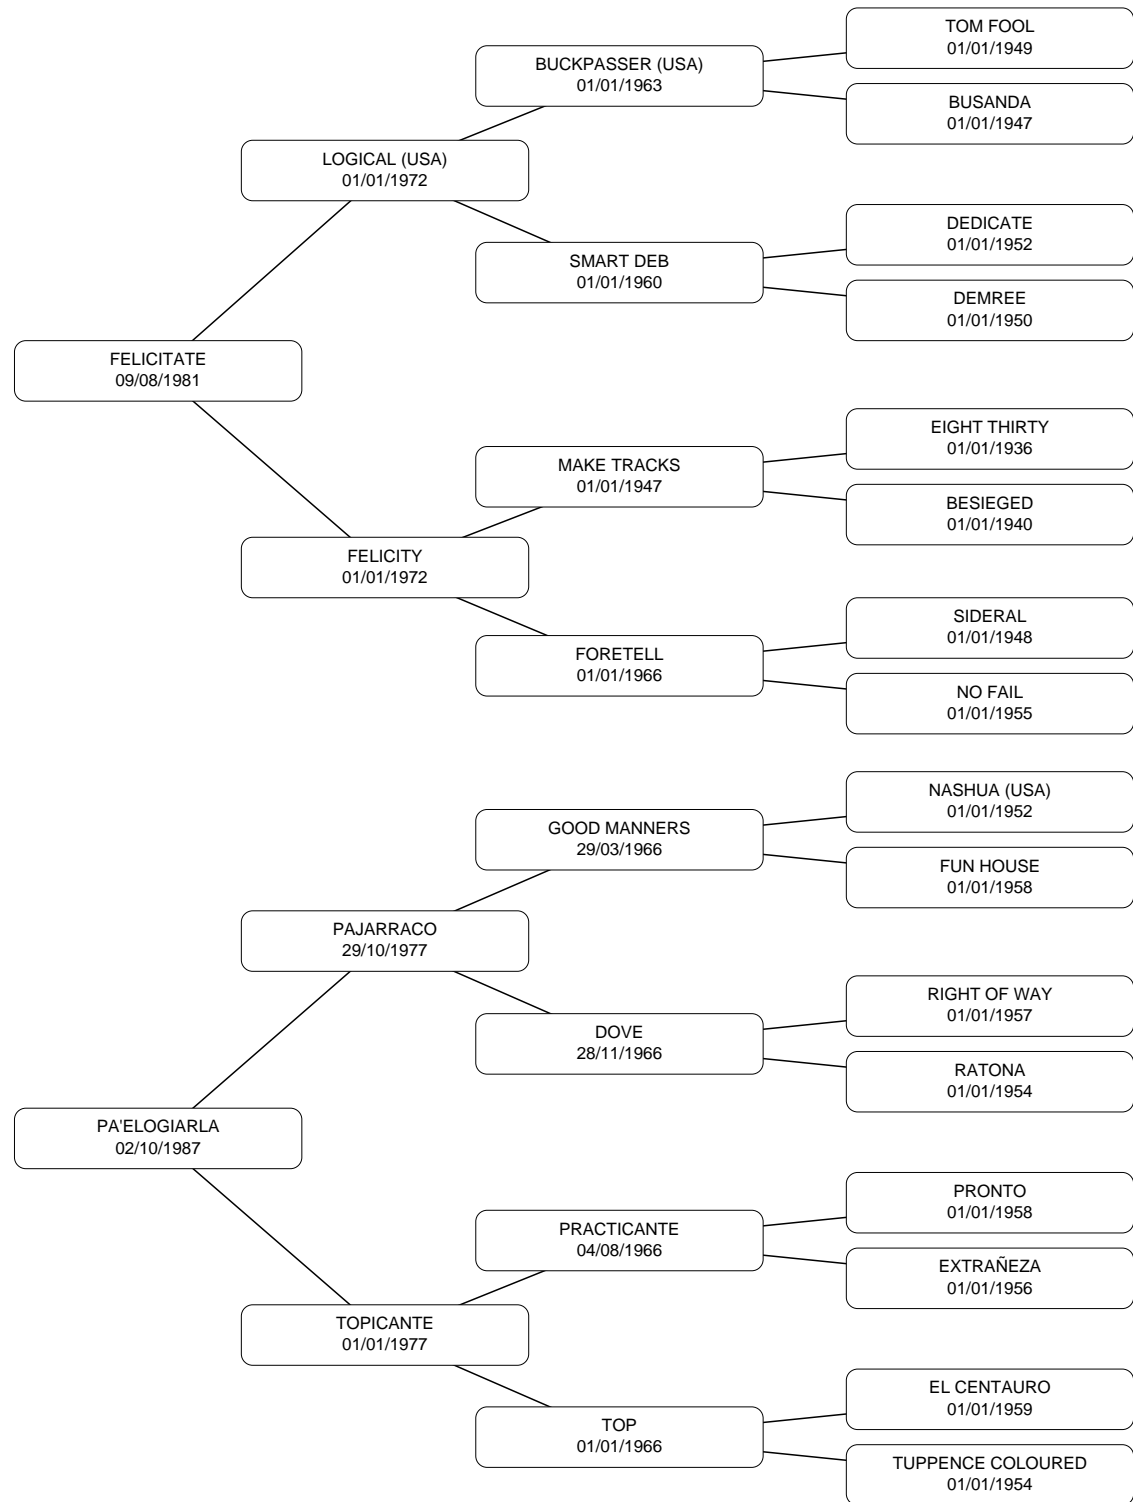 TOM FOOL
01/01/1949
BUCKPASSER (USA)
01/01/1963
BUSANDA
01/01/1947
LOGICAL (USA)
01/01/1972
DEDICATE
01/01/1952
SMART DEB
01/01/1960
DEMREE
01/01/1950
FELICITATE
09/08/1981
EIGHT THIRTY
01/01/1936
MAKE TRACKS
01/01/1947
BESIEGED
01/01/1940
FELICITY
01/01/1972
SIDERAL
01/01/1948
FORETELL
01/01/1966
NO FAIL
01/01/1955
NASHUA (USA)
01/01/1952
GOOD MANNERS
29/03/1966
FUN HOUSE
01/01/1958
PAJARRACO
29/10/1977
RIGHT OF WAY
01/01/1957
DOVE
28/11/1966
RATONA
01/01/1954
PA'ELOGIARLA
02/10/1987
PRONTO
01/01/1958
PRACTICANTE
04/08/1966
EXTRAÑEZA
01/01/1956
TOPICANTE
01/01/1977
EL CENTAURO
01/01/1959
TOP
01/01/1966
TUPPENCE COLOURED
01/01/1954